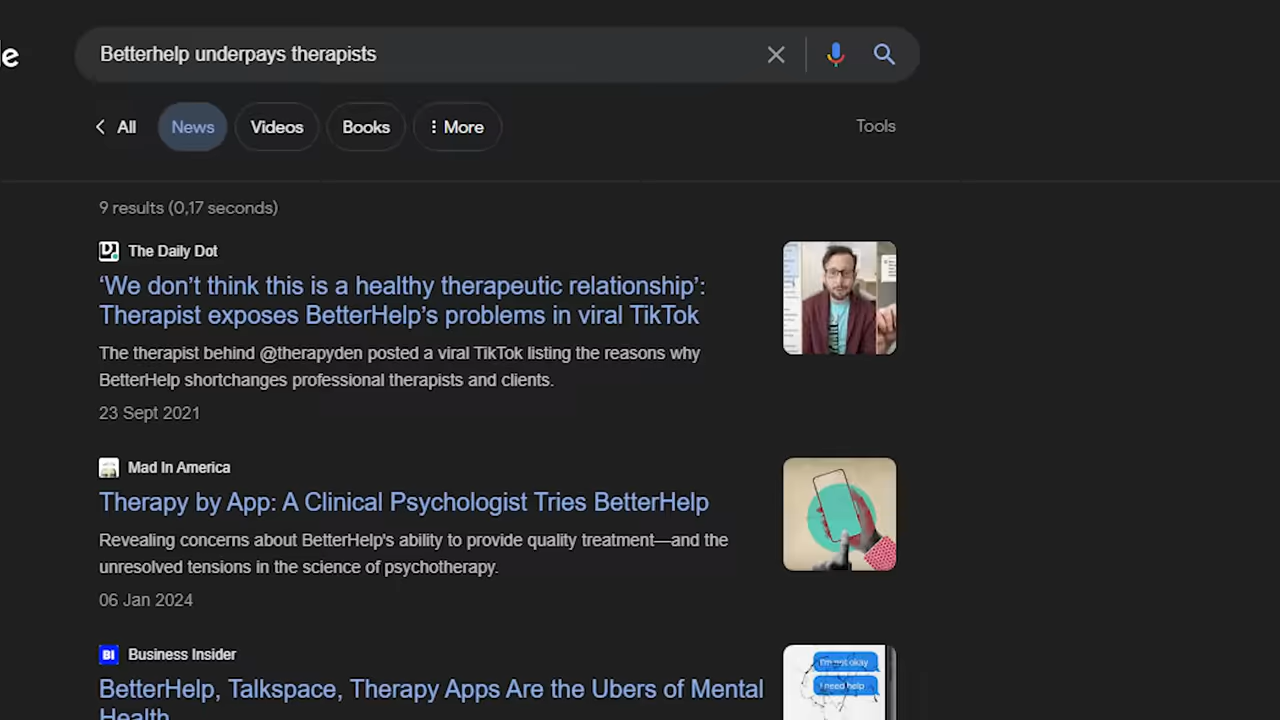 le
Betterhelp underpays therapists
All
News
Videos
Books
More
Tools
9 results (0,17 seconds)
The Daily Dot
‘We don’t think this is a healthy therapeutic relationship’:
Therapist exposes BetterHelp’s problems in viral TikTok
The therapist behind @therapyden posted a viral TikTok listing the reasons why
BetterHelp shortchanges professional therapists and clients.
23 Sept 2021
Mad In America
Therapy by App: A Clinical Psychologist Tries BetterHelp
Revealing concerns about BetterHelp's ability to provide quality treatment—and the
unresolved tensions in the science of psychotherapy.
06 Jan 2024
BI Business Insider
I'm not okay
I need help
BetterHelp, Talkspace, Therapy Apps Are the Ubers of Mental
Health